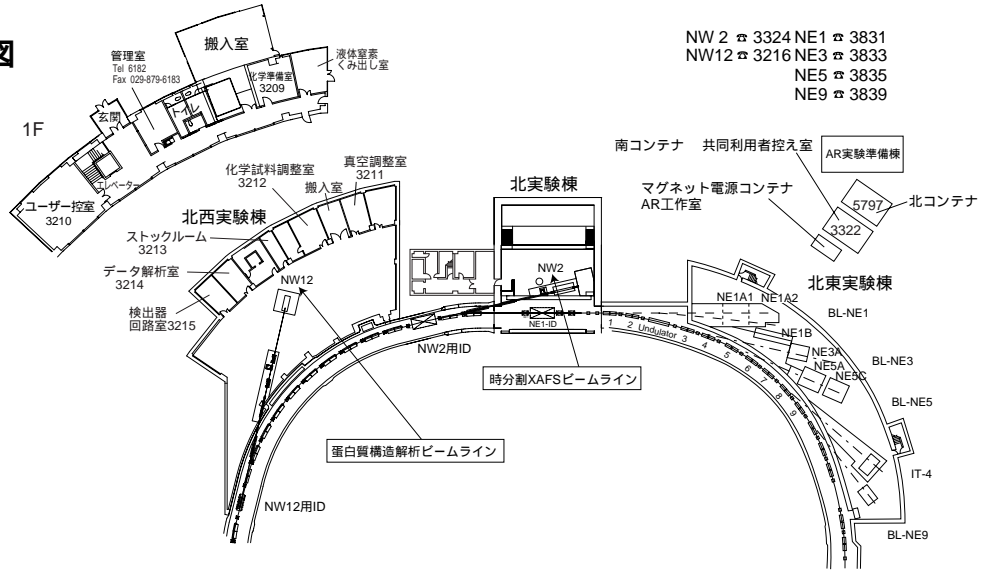 図
搬入室
管理室
Tel 6182
Fax 029-879-6183
液体窒素
くみ出し室
化学準備室
3209
トイレ
玄関
1F
エレベーター
ユーザー控室
3210
NW 2 ☎ 3324 NE1 ☎ 3831
NW12 ☎ 3216 NE3 ☎ 3833
NE5 ☎ 3835
NE9 ☎ 3839
南コンテナ
共同利用者控え室
AR実験準備棟
マグネット電源コンテナ
AR工作室
5797
北コンテナ
3322
化学試料調整室
3212
搬入室
真空調整室
3211
北西実験棟
ストックルーム
3213
データ解析室
3214
検出器
回路室3215
NW12
北実験棟
NW2
NE1-ID
NW2用ID
時分割XAFSビームライン
蛋白質構造解析ビームライン
NW12用ID
北東実験棟
NE1A1
NE1A2
BL-NE1
NE1B
NE3A
BL-NE3
NE5A
NE5C
BL-NE5
IT-4
BL-NE9
1 2 Undulator 3 4 5 6 7 8 9